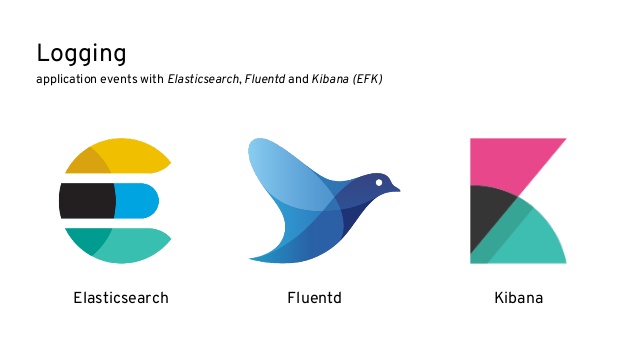 Logging
application events with Elasticsearch, Fluentd and Kibana (EFK)
Elasticsearch
Fluentd
Kibana